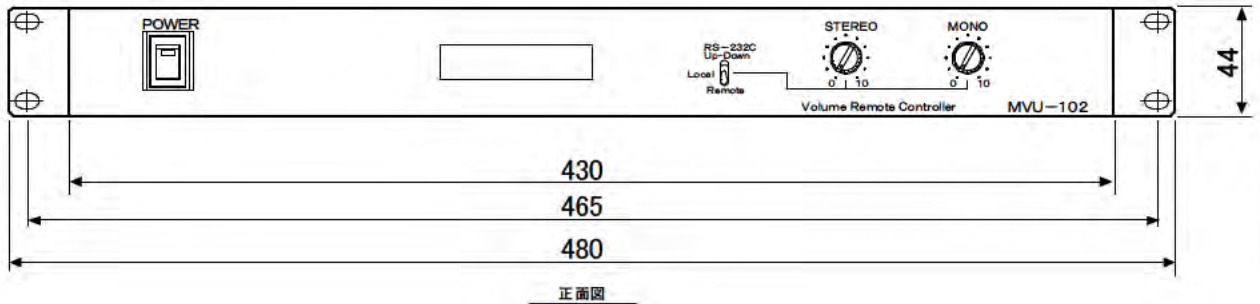 POWER
STEREO
MONO
RS-232C
Up-Down
Local
Remote
0 10
0 10
Volume Remote Controller
MVU-102
44
430
465
480
正面図